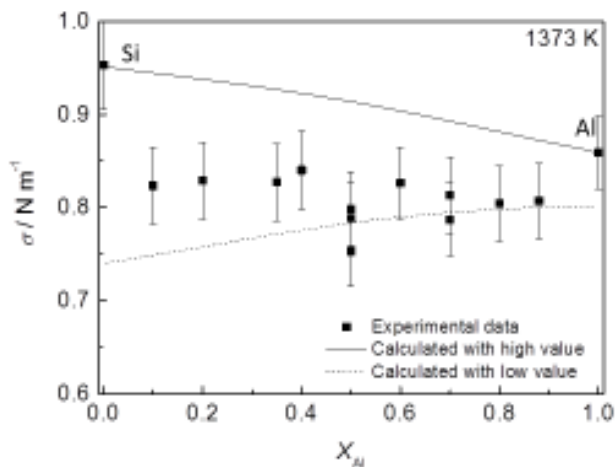 1.0
0.9
0.8
0.7
0.6
σ / N m⁻¹
1373 K
Si
Al
Experimental data
Calculated with high value
Calculated with low value
0.0 0.2 0.4 0.6 0.8 1.0
X_Al